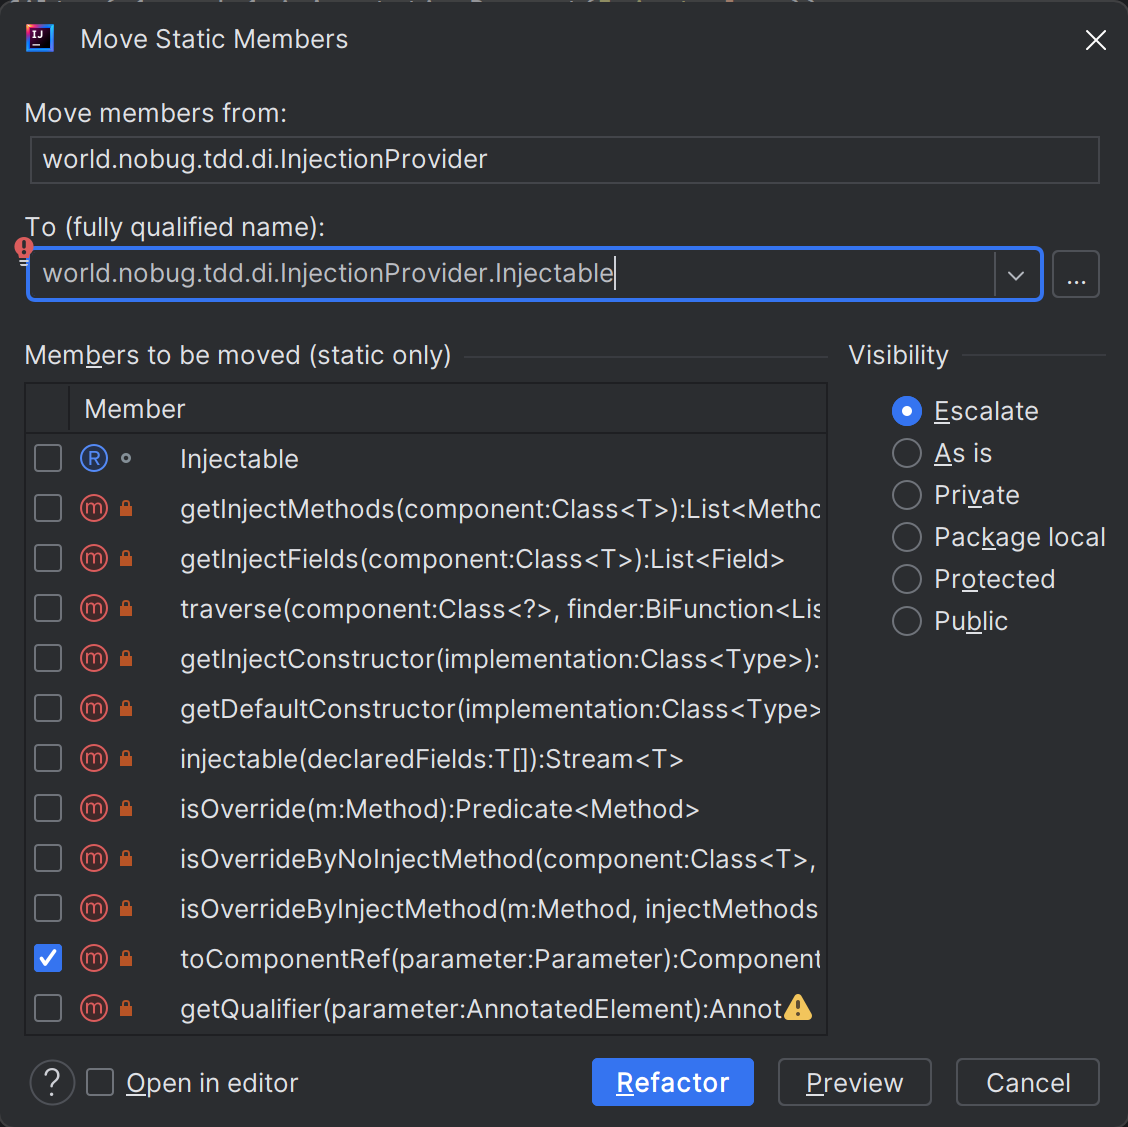 IJ
Move Static Members
Move members from:
world.nobug.tdd.di.InjectionProvider
To (fully qualified name):
world.nobug.tdd.di.InjectionProvider.Injectable
...
Members to be moved (static only)
Member
R Injectable
m getInjectMethods(component:Class<T>):List<Metho
m getInjectFields(component:Class<T>):List<Field>
m traverse(component:Class<?>, finder:BiFunction<Lis
m getInjectConstructor(implementation:Class<Type>):
m getDefaultConstructor(implementation:Class<Type>
m injectable(declaredFields:T[]):Stream<T>
m isOverride(m:Method):Predicate<Method>
m isOverrideByNoInjectMethod(component:Class<T>,
m isOverrideByInjectMethod(m:Method, injectMethods
m toComponentRef(parameter:Parameter):Component
m getQualifier(parameter:AnnotatedElement):Annot
Visibility
Escalate
As is
Private
Package local
Protected
Public
? Open in editor
Refactor
Preview
Cancel